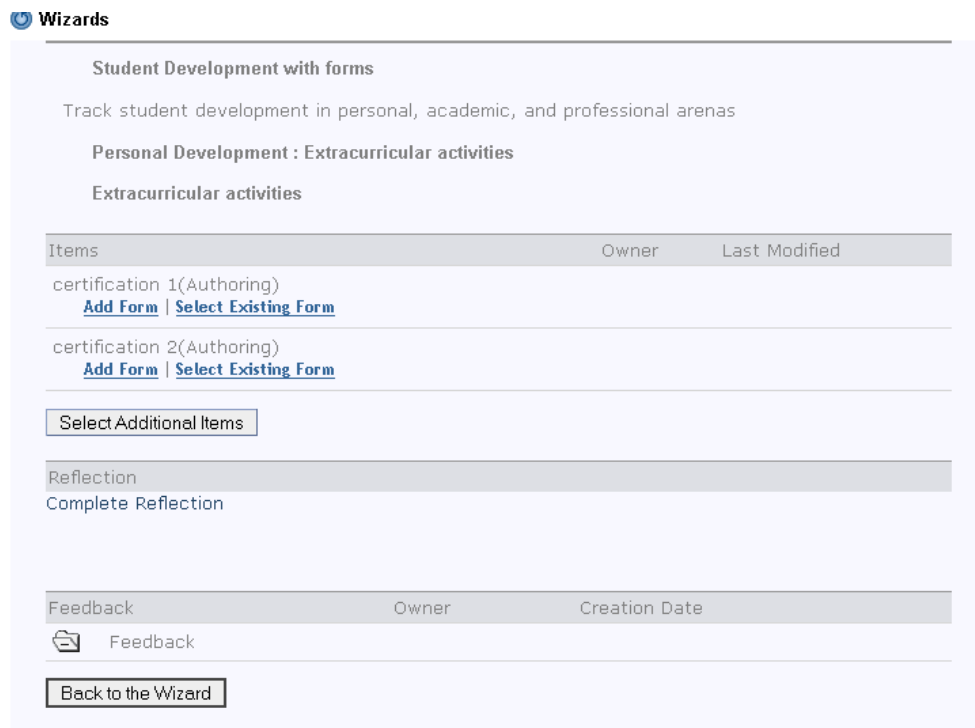 Wizards
Student Development with forms
Track student development in personal, academic, and professional arenas
Personal Development : Extracurricular activities
Extracurricular activities
Items Owner Last Modified
certification 1(Authoring)
Add Form | Select Existing Form
certification 2(Authoring)
Add Form | Select Existing Form
Select Additional Items
Reflection
Complete Reflection
Feedback Owner Creation Date
Feedback
Back to the Wizard